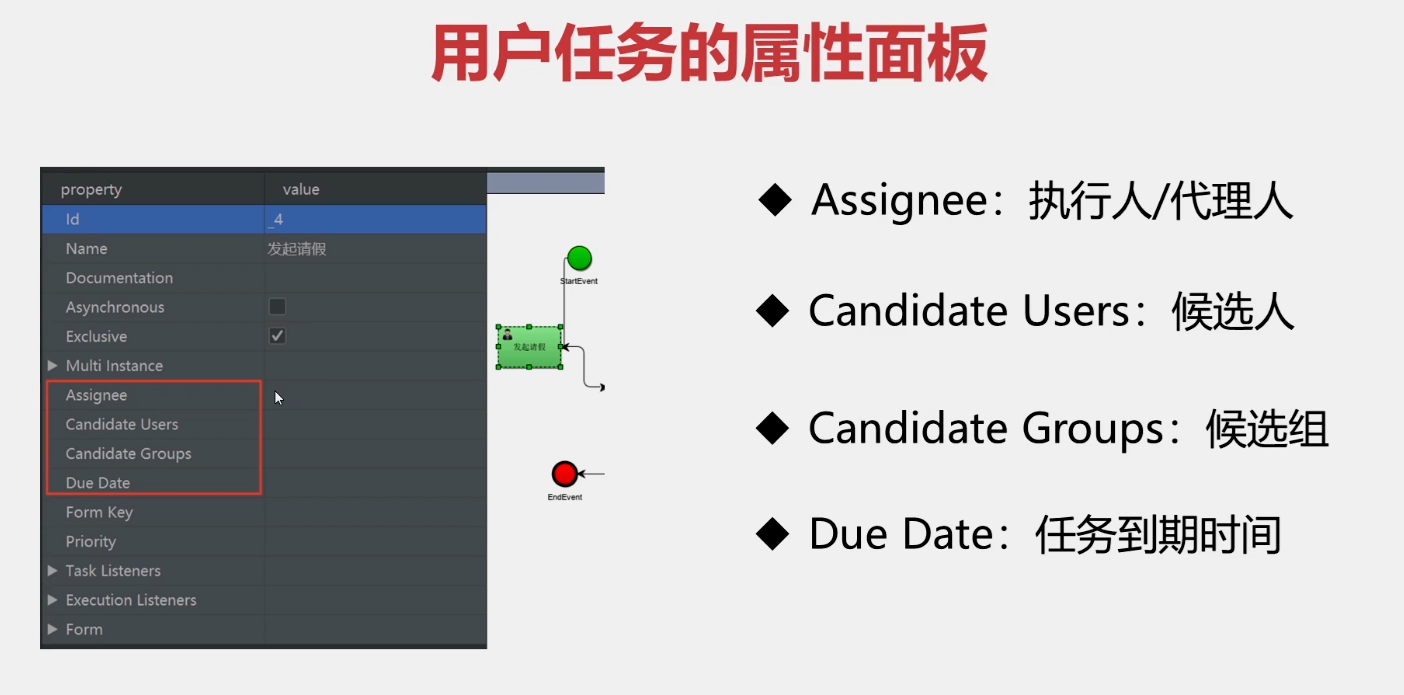 用户任务的属性面板
property value
Id _4
Name 发起请假
Documentation
Asynchronous
Exclusive
Multi Instance
Assignee
Candidate Users
Candidate Groups
Due Date
Form Key
Priority
Task Listeners
Execution Listeners
Form
StartEvent
发起请假
EndEvent
Assignee：执行人/代理人
Candidate Users：候选人
Candidate Groups：候选组
Due Date：任务到期时间